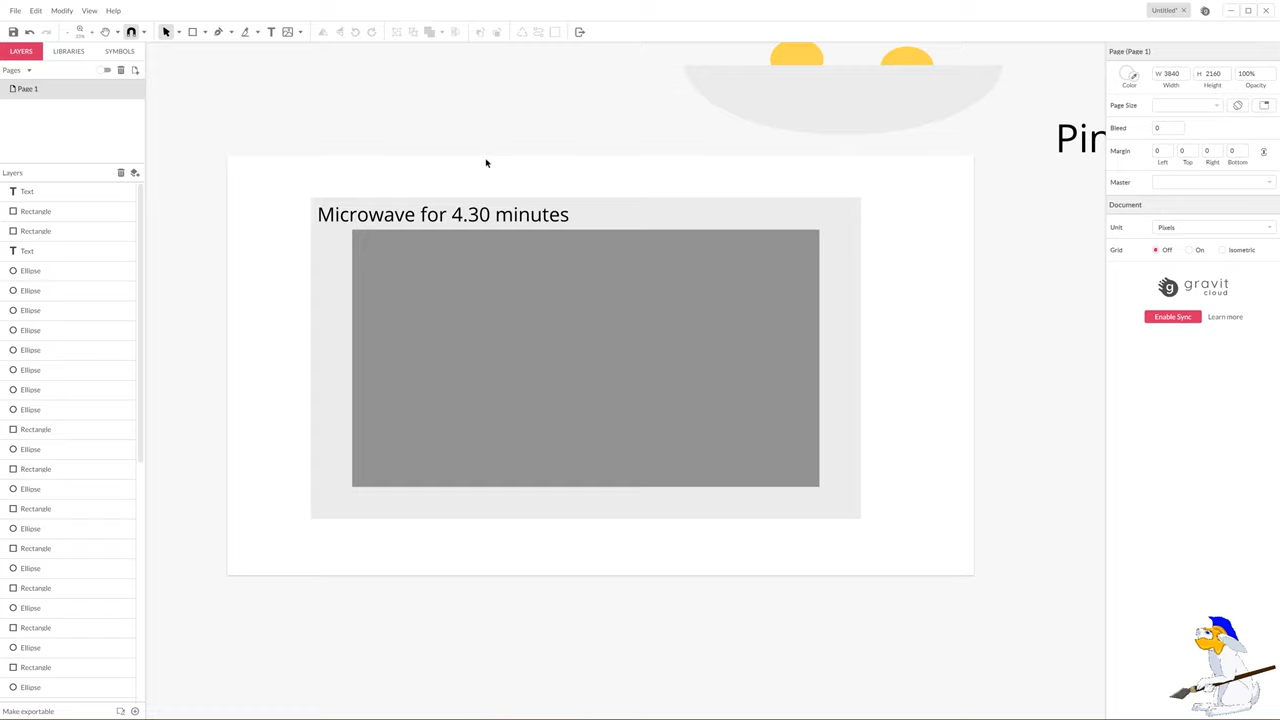 File Edit Modify View Help
Untitled*
LAYERS LIBRARIES SYMBOLS
Pages
Page 1
Layers
Text
Rectangle
Rectangle
Text
Ellipse
Ellipse
Ellipse
Ellipse
Ellipse
Ellipse
Ellipse
Ellipse
Rectangle
Ellipse
Rectangle
Ellipse
Rectangle
Ellipse
Rectangle
Ellipse
Rectangle
Ellipse
Rectangle
Ellipse
Rectangle
Ellipse
Make exportable
Microwave for 4.30 minutes
Page (Page 1)
W 3840 H 2160 100%
Color Width Height Opacity
Page Size
Bleed 0
Margin 0 0 0 0
Left Top Right Bottom
Master
Document
Unit Pixels
Grid Off On Isometric
gravit
cloud
Enable Sync Learn more